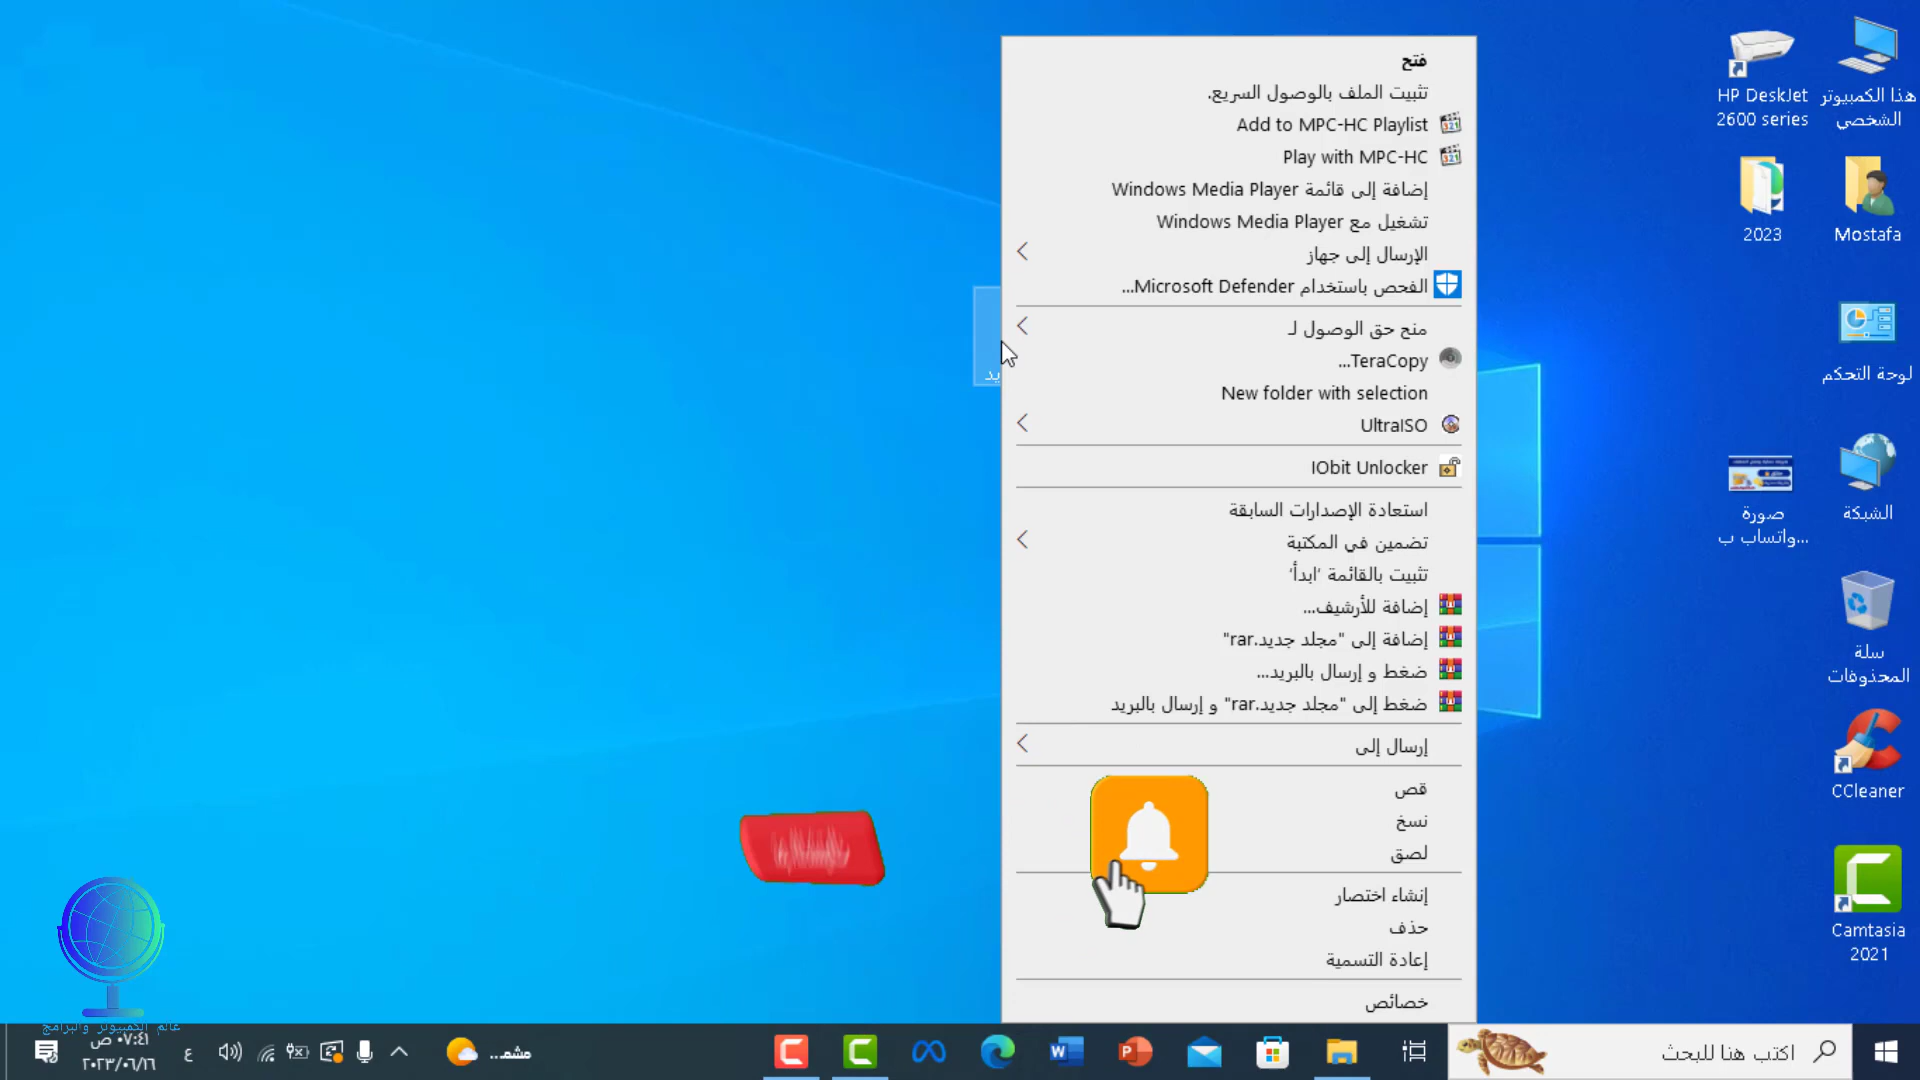 فتح
تثبيت الملف بالوصول السريع.
Add to MPC-HC Playlist
Play with MPC-HC
إضافة إلى قائمة Windows Media Player
تشغيل مع Windows Media Player
الإرسال إلى جهاز
الفحص باستخدام Microsoft Defender...
منح حق الوصول لـ
TeraCopy...
New folder with selection
UltraISO
IObit Unlocker
استعادة الإصدارات السابقة
تضمين في المكتبة
تثبيت بالقائمة 'ابدأ'
إضافة للأرشيف...
إضافة إلى "مجلد جديد.rar"
ضغط و إرسال بالبريد...
ضغط إلى "مجلد جديد.rar" و إرسال بالبريد
إرسال إلى
قص
نسخ
لصق
إنشاء اختصار
حذف
إعادة التسمية
خصائص
هذا الكمبيوتر
الشخصي
HP DeskJet
2600 series
Mostafa
2023
لوحة التحكم
الشبكة
صورة
واتساب ب...
سلة
المحذوفات
CCleaner
Camtasia
2021
عالم الكمبيوتر والبرامج
اكتب هنا للبحث
مشمـ...
ع
٠٧:٤١ ص
٢٠٢٣/٠٦/١٦